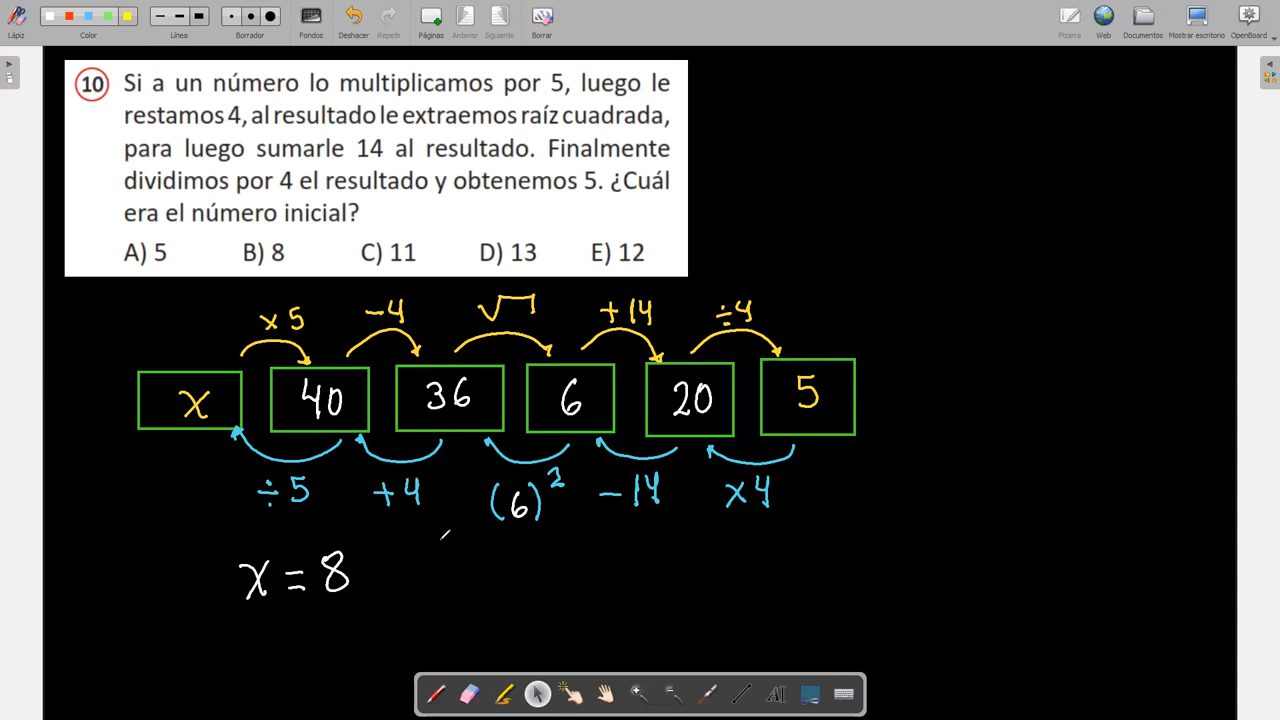 Lápiz Color Línea Borrador Fondos Deshacer Repetir Páginas Anterior Siguiente Borrar Pizarra Web Documentos Mostrar escritorio OpenBoard
10 Si a un número lo multiplicamos por 5, luego le
restamos 4, al resultado le extraemos raíz cuadrada,
para luego sumarle 14 al resultado. Finalmente
dividimos por 4 el resultado y obtenemos 5. ¿Cuál
era el número inicial?
A) 5 B) 8 C) 11 D) 13 E) 12
×5 −4 √ +14 ÷4
x 40 36 6 20 5
÷5 +4 (6)² −14 ×4
x = 8
AI